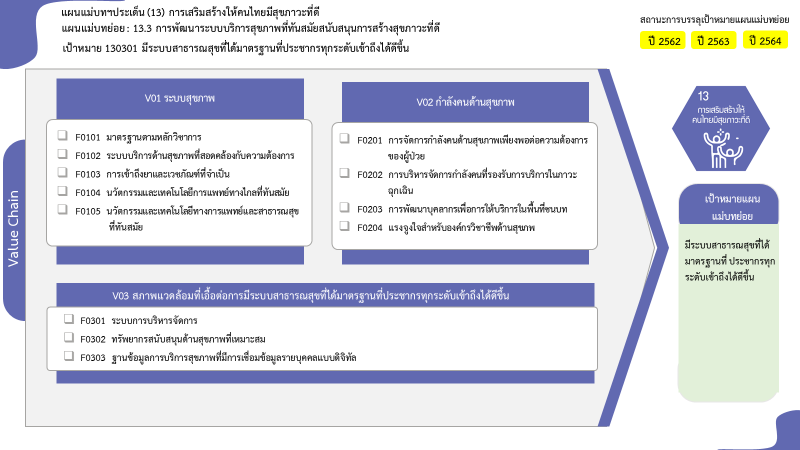 แผนแม่บทฯประเด็น (13) การเสริมสร้างให้คนไทยมีสุขภาวะที่ดี
แผนแม่บทย่อย : 13.3 การพัฒนาระบบบริการสุขภาพที่ทันสมัยสนับสนุนการสร้างสุขภาวะที่ดี
เป้าหมาย 130301 มีระบบสาธารณสุขที่ได้มาตรฐานที่ประชากรทุกระดับเข้าถึงได้ดีขึ้น
สถานะการบรรลุเป้าหมายแผนแม่บทย่อย
ปี 2562 ปี 2563 ปี 2564
Value Chain
V01 ระบบสุขภาพ
F0101 มาตรฐานตามหลักวิชาการ
F0102 ระบบบริการด้านสุขภาพที่สอดคล้องกับความต้องการ
F0103 การเข้าถึงยาและเวชภัณฑ์ที่จำเป็น
F0104 นวัตกรรมและเทคโนโลยีการแพทย์ทางไกลที่ทันสมัย
F0105 นวัตกรรมและเทคโนโลยีทางการแพทย์และสาธารณสุข
ที่ทันสมัย
V02 กำลังคนด้านสุขภาพ
F0201 การจัดการกำลังคนด้านสุขภาพเพียงพอต่อความต้องการ
ของผู้ป่วย
F0202 การบริหารจัดการกำลังคนที่รองรับการบริการในภาวะ
ฉุกเฉิน
F0203 การพัฒนาบุคลากรเพื่อการให้บริการในพื้นที่ชนบท
F0204 แรงจูงใจสำหรับองค์กรวิชาชีพด้านสุขภาพ
V03 สภาพแวดล้อมที่เอื้อต่อการมีระบบสาธารณสุขที่ได้มาตรฐานที่ประชากรทุกระดับเข้าถึงได้ดีขึ้น
F0301 ระบบการบริหารจัดการ
F0302 ทรัพยากรสนับสนุนด้านสุขภาพที่เหมาะสม
F0303 ฐานข้อมูลการบริการสุขภาพที่มีการเชื่อมข้อมูลรายบุคคลแบบดิจิทัล
13
การเสริมสร้างให้
คนไทยมีสุขภาวะที่ดี
เป้าหมายแผน
แม่บทย่อย
มีระบบสาธารณสุขที่ได้
มาตรฐานที่ ประชากรทุก
ระดับเข้าถึงได้ดีขึ้น